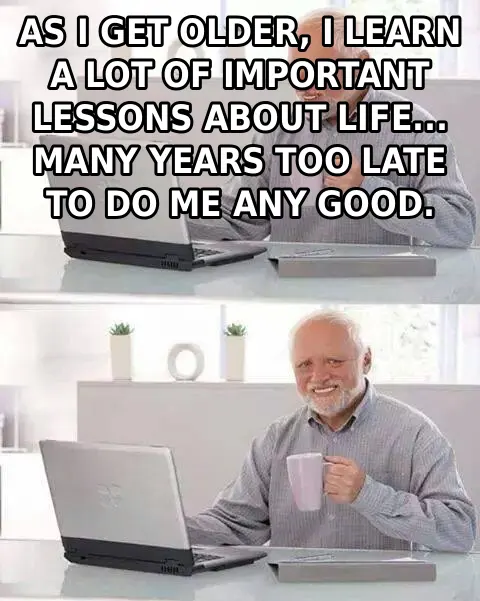 AS I GET OLDER, I LEARN
A LOT OF IMPORTANT
LESSONS ABOUT LIFE...
MANY YEARS TOO LATE
TO DO ME ANY GOOD.